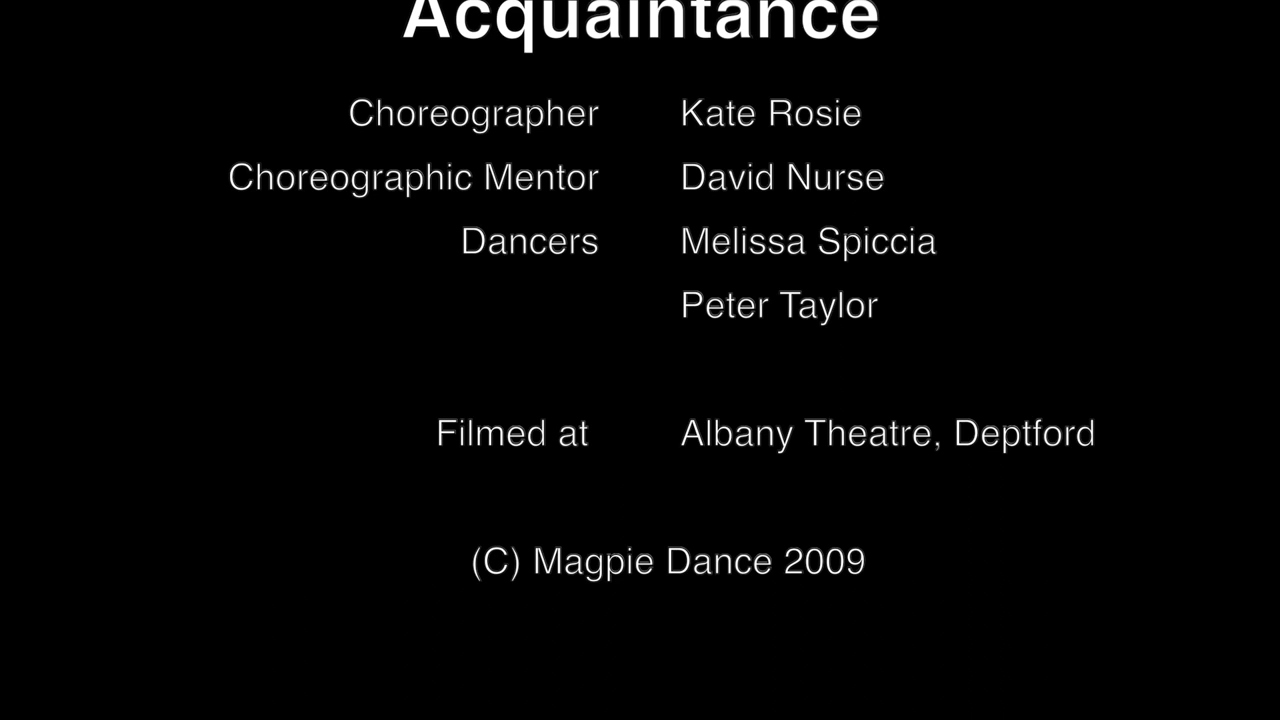 Acquaintance
Choreographer Kate Rosie
Choreographic Mentor David Nurse
Dancers Melissa Spiccia
Peter Taylor
Filmed at Albany Theatre, Deptford
(C) Magpie Dance 2009